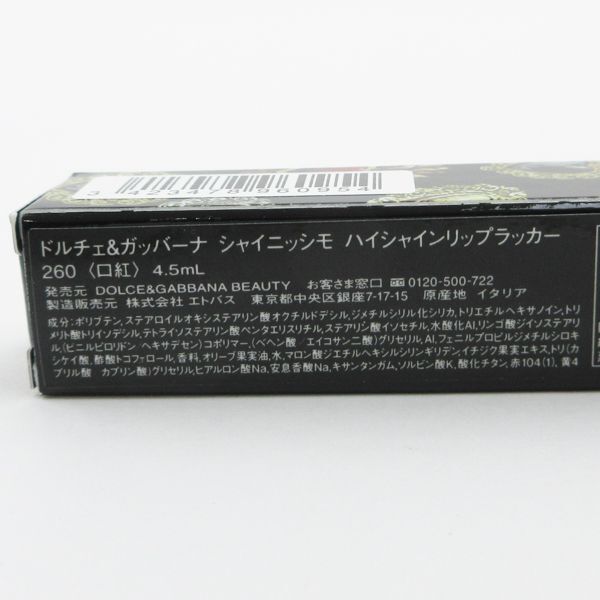 3 423478 960954
ドルチェ&ガッバーナ シャイニッシモ ハイシャインリップラッカー
260 〈口紅〉 4.5mL
発売元 DOLCE&GABBANA BEAUTY お客さま窓口 ☎0120-500-722
製造販売元 株式会社 エトバス 東京都中央区銀座7-17-15 原産地 イタリア
成分:ポリブテン,ステアロイルオキシステアリン酸オクチルドデシル,ジメチルシリル化シリカ,トリエチルヘキサノイン,トリ
メリト酸トリイソデシル,テトライソステアリン酸ペンタエリスリチル,ステアリン酸イソセチル,水酸化Al,リンゴ酸ジイソステアリ
ル,(ビニルピロリドン/ヘキサデセン)コポリマー,(ベヘン酸/エイコサン二酸)グリセリル,Al,フェニルプロピルジメチルシロキ
シケイ酸,酢酸トコフェロール,香料,オリーブ果実油,水,マロン酸ジエチルヘキシルシリンギリデン,イチジク果実エキス,トリ(カ
プリル酸/カプリン酸)グリセリル,ヒアルロン酸Na,安息香酸Na,キサンタンガム,ソルビン酸K,酸化チタン,赤104(1),黄4